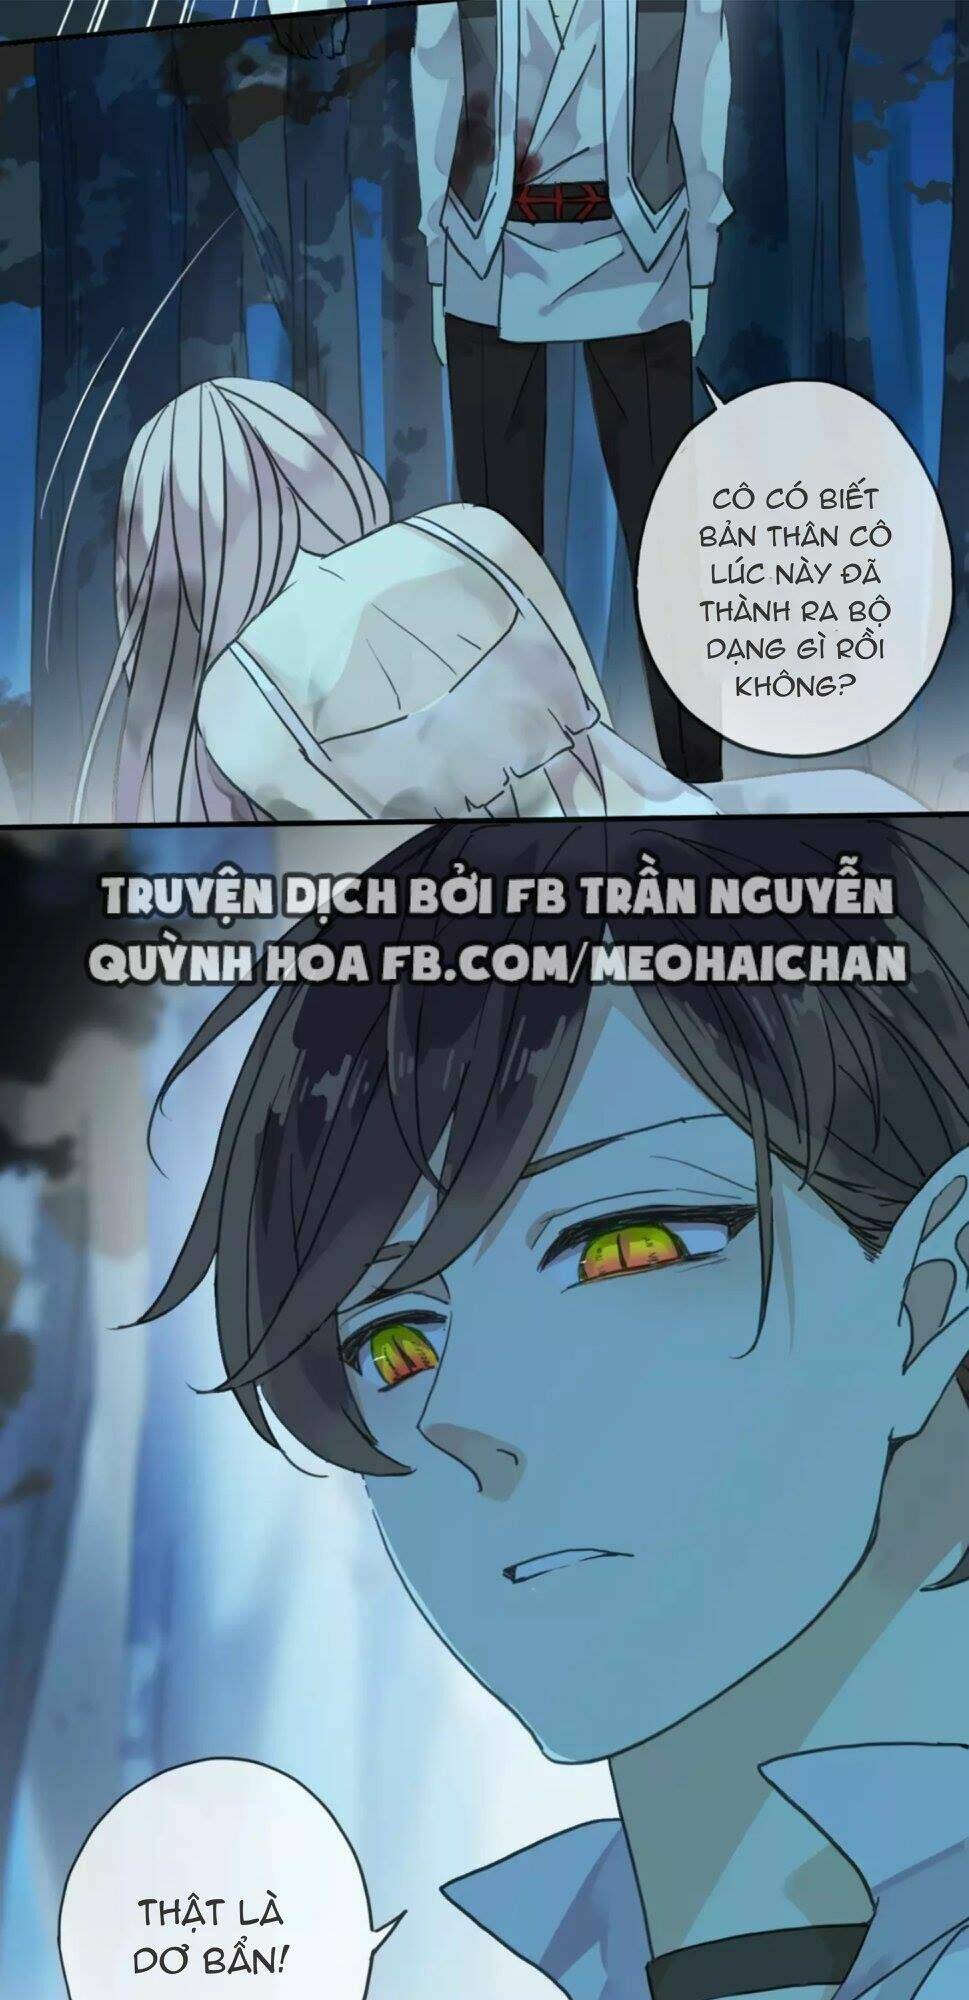 CÔ CÓ BIẾT
BẢN THÂN CÔ
LÚC NÀY ĐÃ
THÀNH RA BỘ
DẠNG GÌ RỒI
KHÔNG?
TRUYỆN DỊCH BỞI FB TRẦN NGUYỄN
QUỲNH HOA FB.COM/MEOHAICHAN
THẬT LÀ
DƠ BẨN!